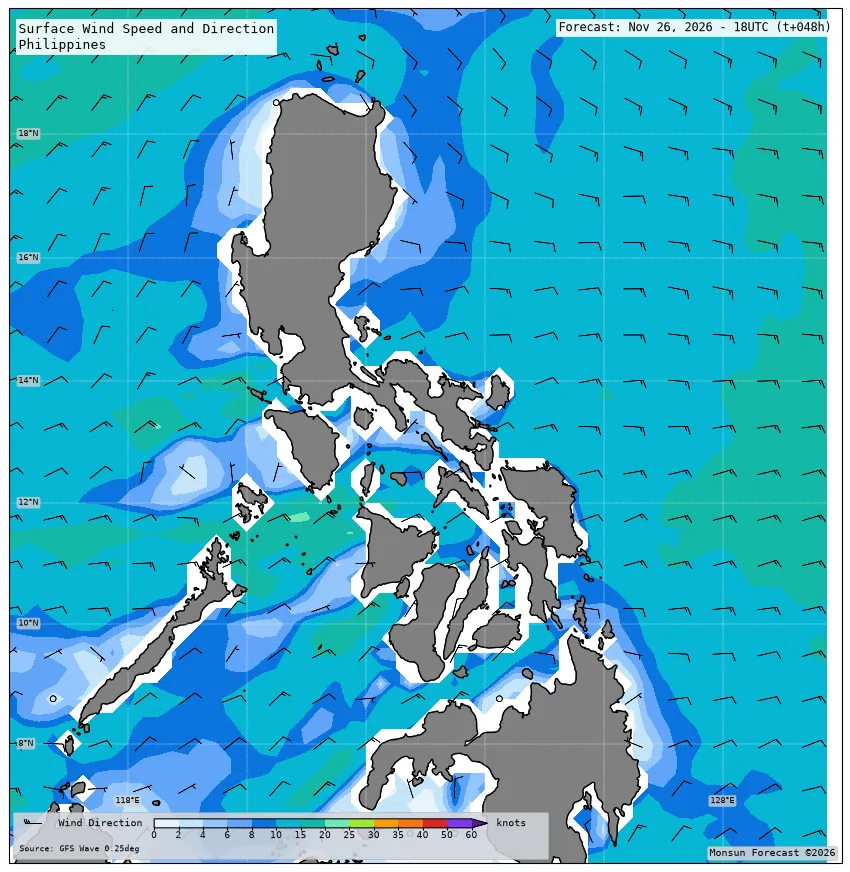 Surface Wind Speed and Direction
Philippines
Forecast: Nov 26, 2026 - 18UTC (t+048h)
18°N
16°N
14°N
12°N
10°N
8°N
118°E
128°E
Wind Direction
knots
0 2 4 6 8 10 15 20 25 30 35 40 50 60
Source: GFS Wave 0.25deg
Monsun Forecast ©2026